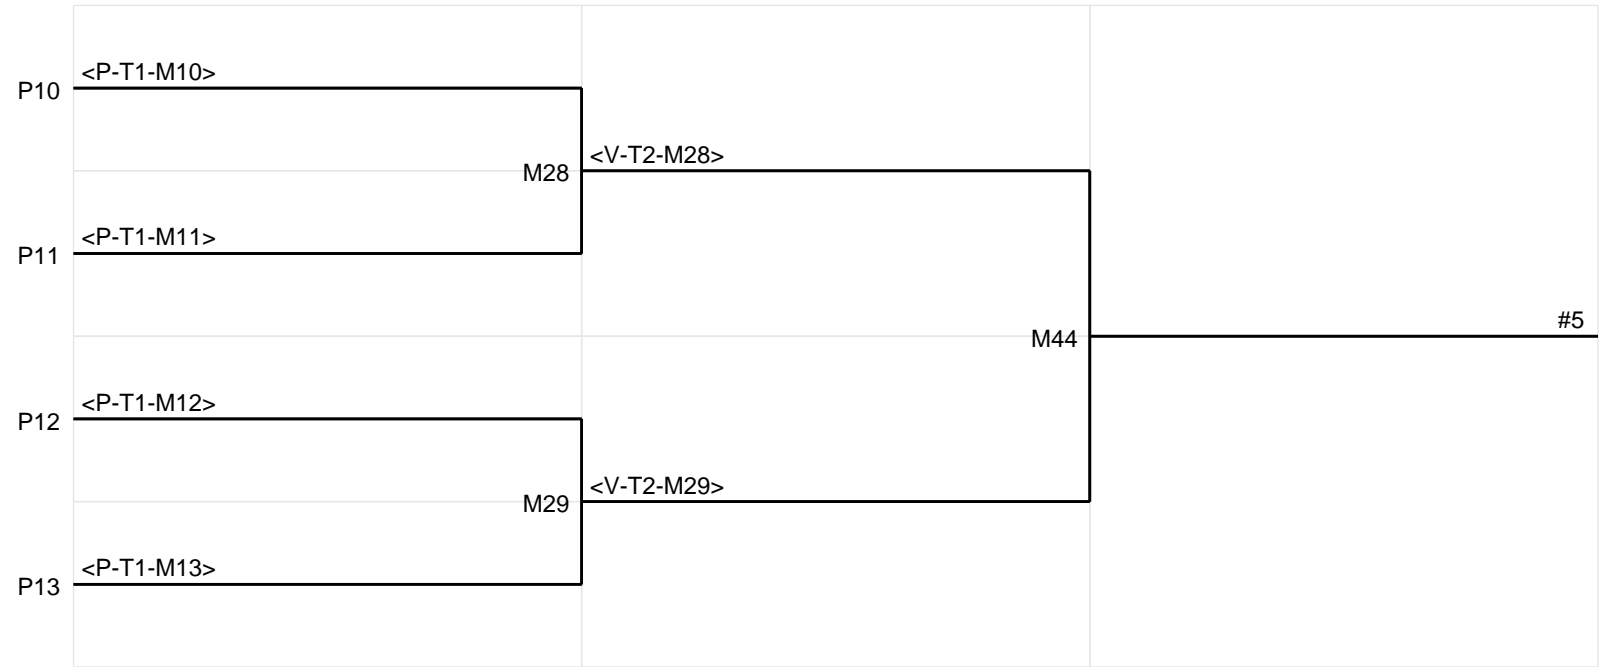 <P-T1-M10>
P10
<V-T2-M28>
M28
<P-T1-M11>
P11
#5
M44
<P-T1-M12>
P12
<V-T2-M29>
M29
<P-T1-M13>
P13